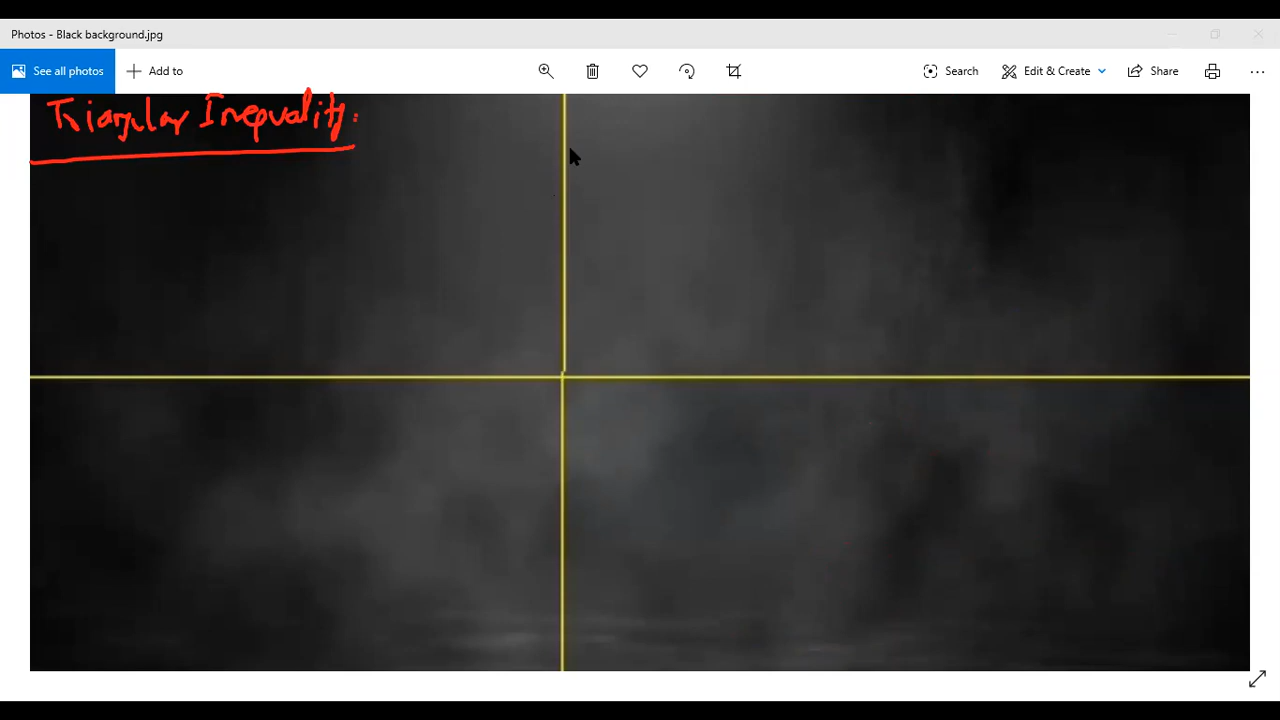 Photos - Black background.jpg
See all photos
Add to
Search
Edit & Create
Share
Triangular Inequality: